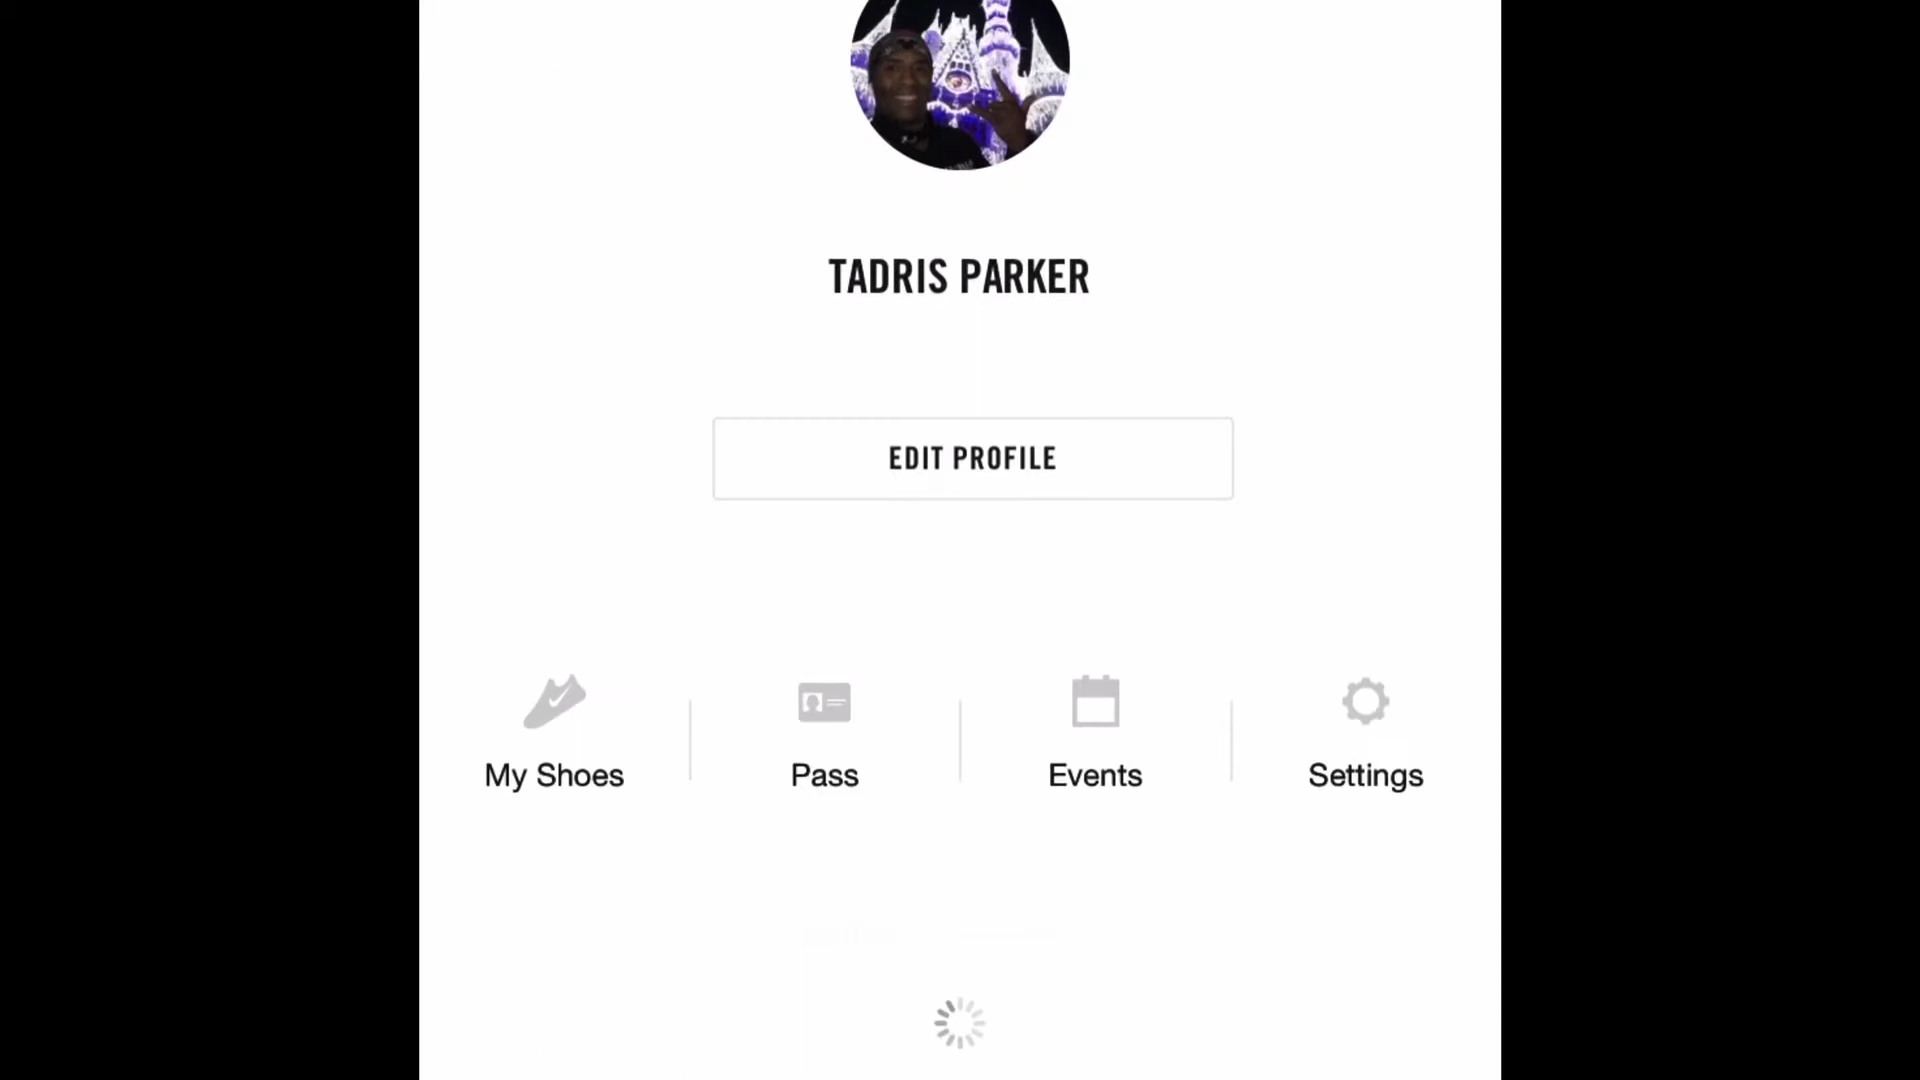 TADRIS PARKER
EDIT PROFILE
My Shoes
Pass
Events
Settings